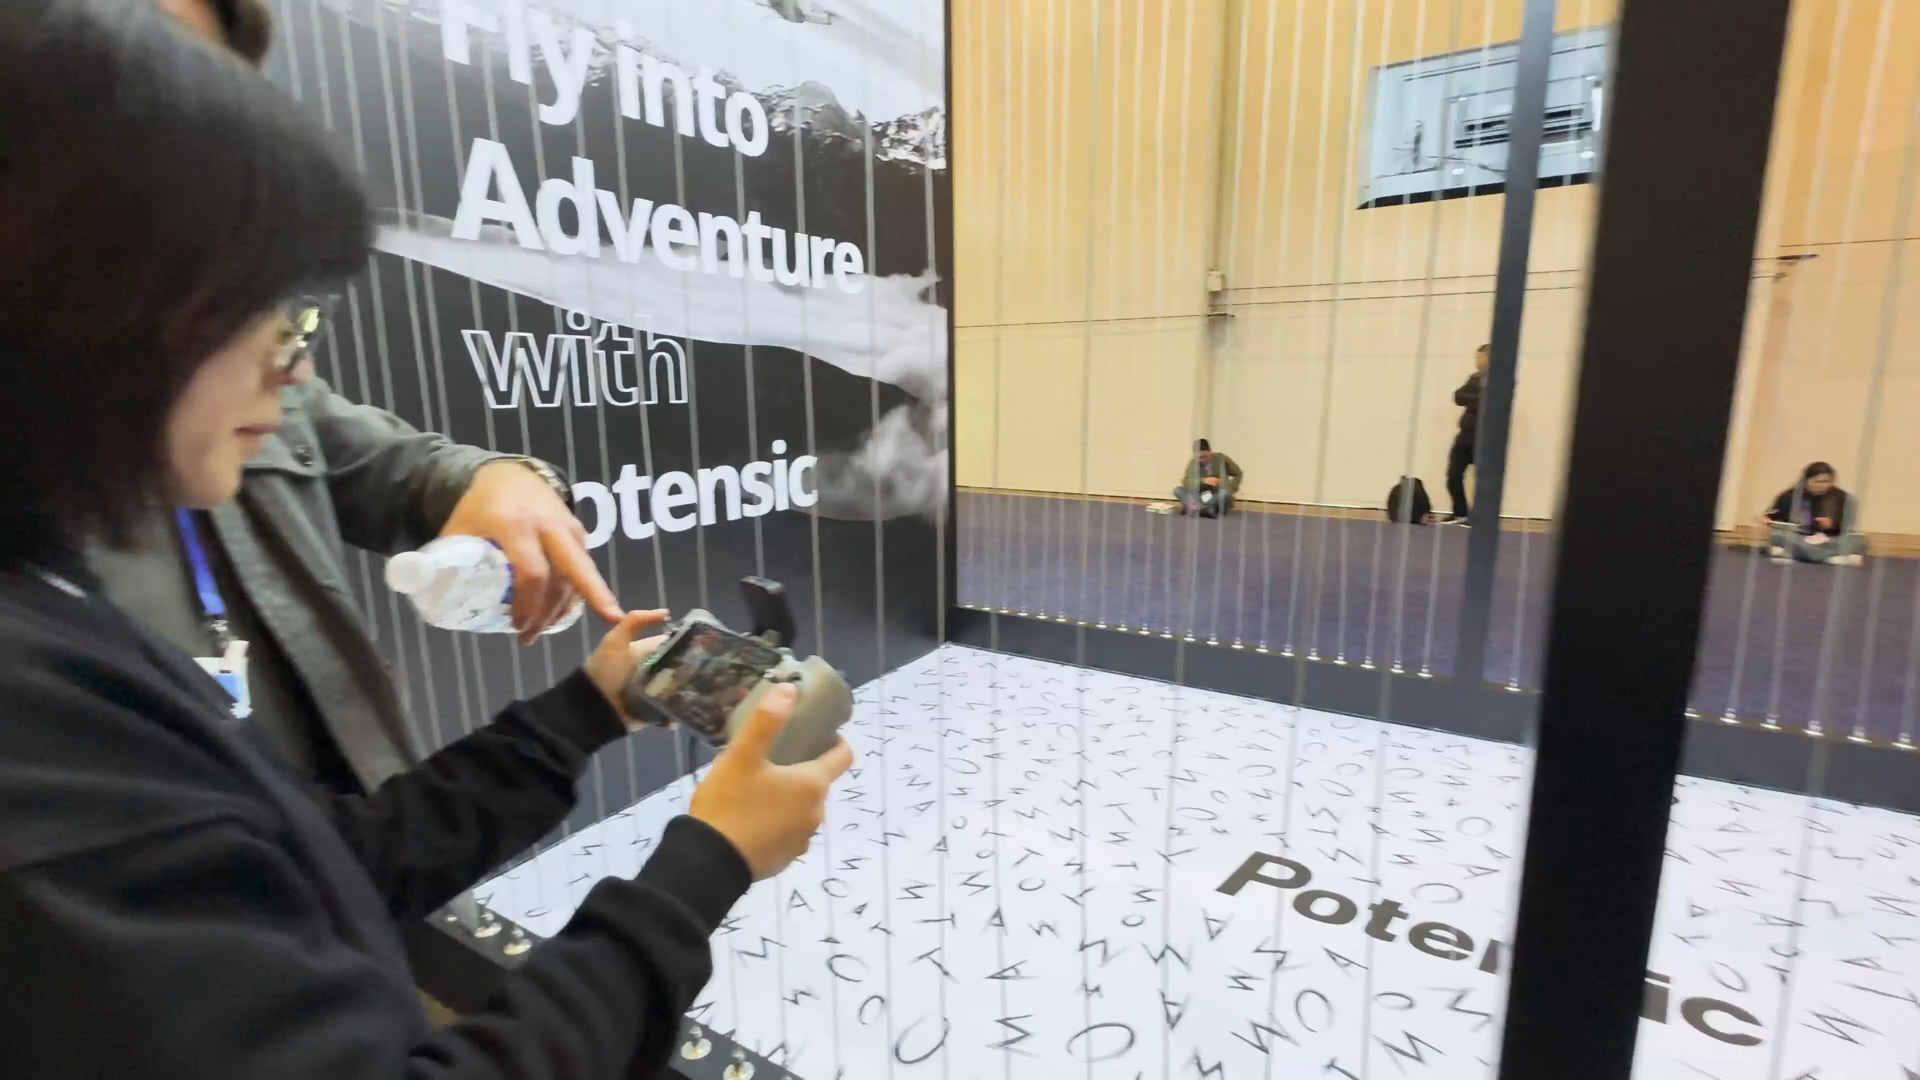 Fly into
Adventure
with
otensic
Poten ic